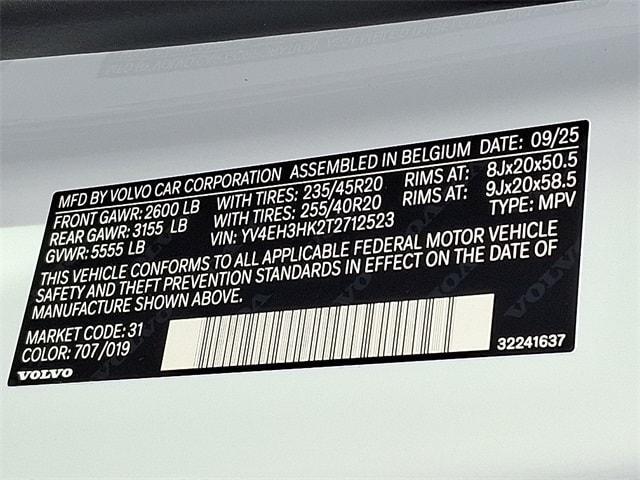 MFD BY VOLVO CAR CORPORATION ASSEMBLED IN BELGIUM DATE: 09/25
FRONT GAWR: 2600 LB WITH TIRES: 235/45R20 RIMS AT: 8Jx20x50.5
REAR GAWR: 3155 LB WITH TIRES: 255/40R20 RIMS AT: 9Jx20x58.5
GVWR: 5555 LB VIN: YV4EH3HK2T2712523 TYPE: MPV
THIS VEHICLE CONFORMS TO ALL APPLICABLE FEDERAL MOTOR VEHICLE
SAFETY AND THEFT PREVENTION STANDARDS IN EFFECT ON THE DATE OF
MANUFACTURE SHOWN ABOVE.
MARKET CODE: 31
COLOR: 707/019
VOLVO 32241637